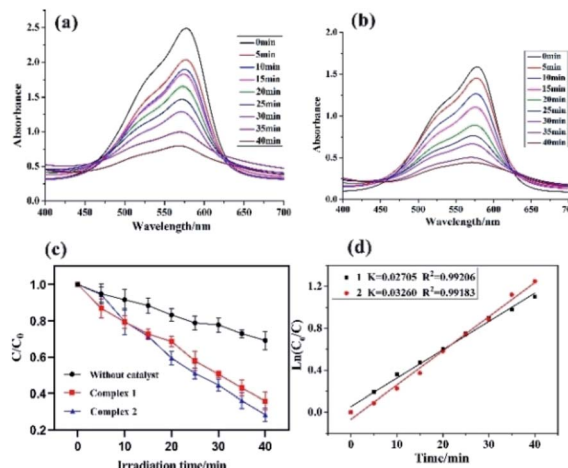 (a)
0min
5min
10min
15min
20min
25min
30min
35min
40min
Absorbance
2.5
2.0
1.5
1.0
0.5
0.0
400 450 500 550 600 650 700
Wavelength/nm
(b)
0min
5min
10min
15min
20min
25min
30min
35min
40min
Absorbance
2.0
1.5
1.0
0.5
0.0
400 450 500 550 600 650 700
Wavelength/nm
(c)
C/C0
1.0
0.8
0.6
0.4
0.2
Without catalyst
Complex 1
Complex 2
0 10 20 30 40
Irradiation time/min
(d)
1 K=0.02705 R²=0.99206
2 K=0.03260 R²=0.99183
1.2
0.8
0.4
0.0
0 10 20 30 40
Time/min